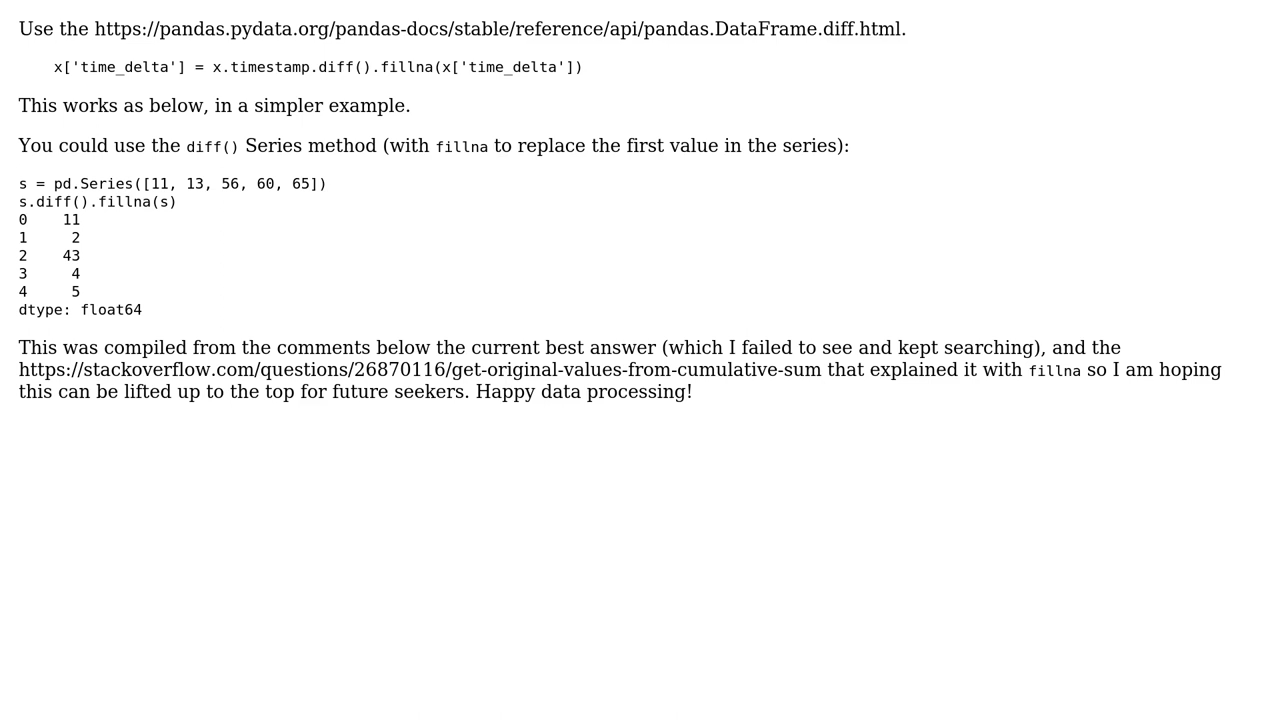 Use the https://pandas.pydata.org/pandas-docs/stable/reference/api/pandas.DataFrame.diff.html.
x['time_delta'] = x.timestamp.diff().fillna(x['time_delta'])
This works as below, in a simpler example.
You could use the diff() Series method (with fillna to replace the first value in the series):
s = pd.Series([11, 13, 56, 60, 65])
s.diff().fillna(s)
0    11
1     2
2    43
3     4
4     5
dtype: float64
This was compiled from the comments below the current best answer (which I failed to see and kept searching), and the
https://stackoverflow.com/questions/26870116/get-original-values-from-cumulative-sum that explained it with fillna so I am hoping
this can be lifted up to the top for future seekers. Happy data processing!